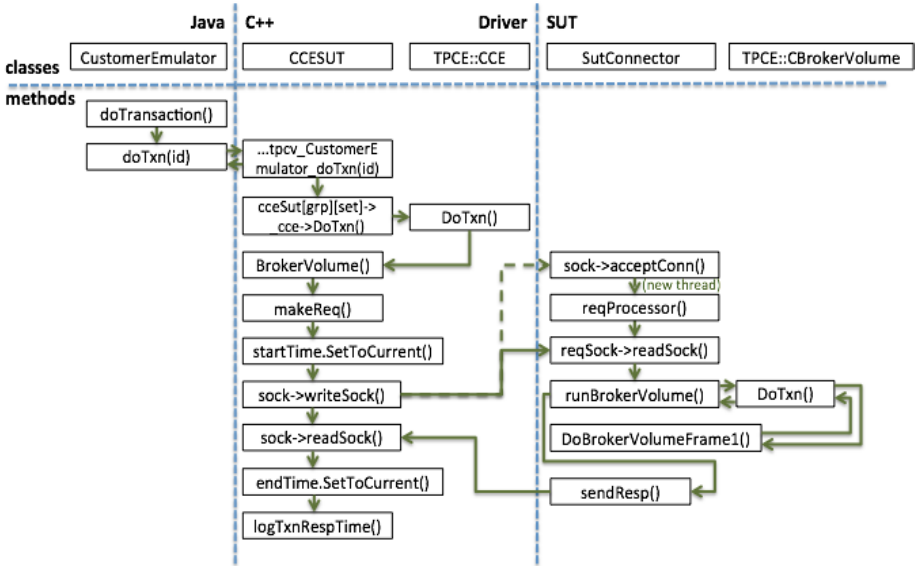 Java C++ Driver SUT
classes CustomerEmulator CCESUT TPCE::CCE SutConnector TPCE::CBrokerVolume
methods
doTransaction()
doTxn(id)
...tpcv_CustomerE
mulator_doTxn(id)
cceSut[grp][set]->
_cce->DoTxn()
DoTxn()
BrokerVolume()
sock->acceptConn()
(new thread)
makeReq()
reqProcessor()
startTime.SetToCurrent()
reqSock->readSock()
sock->writeSock()
runBrokerVolume()
DoTxn()
sock->readSock()
DoBrokerVolumeFrame1()
endTime.SetToCurrent()
sendResp()
logTxnRespTime()